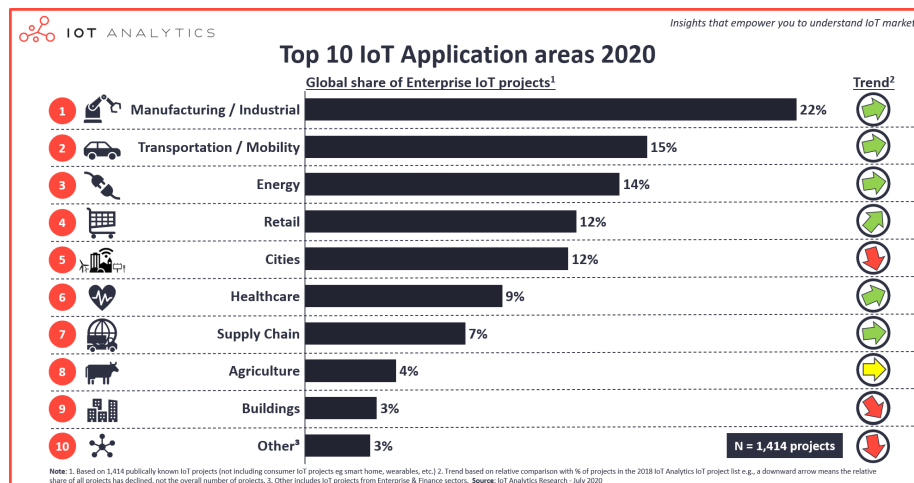 IOT ANALYTICS
Insights that empower you to understand IoT market
Top 10 IoT Application areas 2020
Global share of Enterprise IoT projects¹
Trend²
1 Manufacturing / Industrial 22%
2 Transportation / Mobility 15%
3 Energy 14%
4 Retail 12%
5 Cities 12%
6 Healthcare 9%
7 Supply Chain 7%
8 Agriculture 4%
9 Buildings 3%
10 Other³ 3%
N = 1,414 projects
Note: 1. Based on 1,414 publically known IoT projects (not including consumer IoT projects eg smart home, wearables, etc.) 2. Trend based on relative comparison with % of projects in the 2018 IoT Analytics IoT project list e.g., a downward arrow means the relative
share of all projects has declined, not the overall number of projects. 3. Other includes IoT projects from Enterprise & Finance sectors. Source: IoT Analytics Research - July 2020